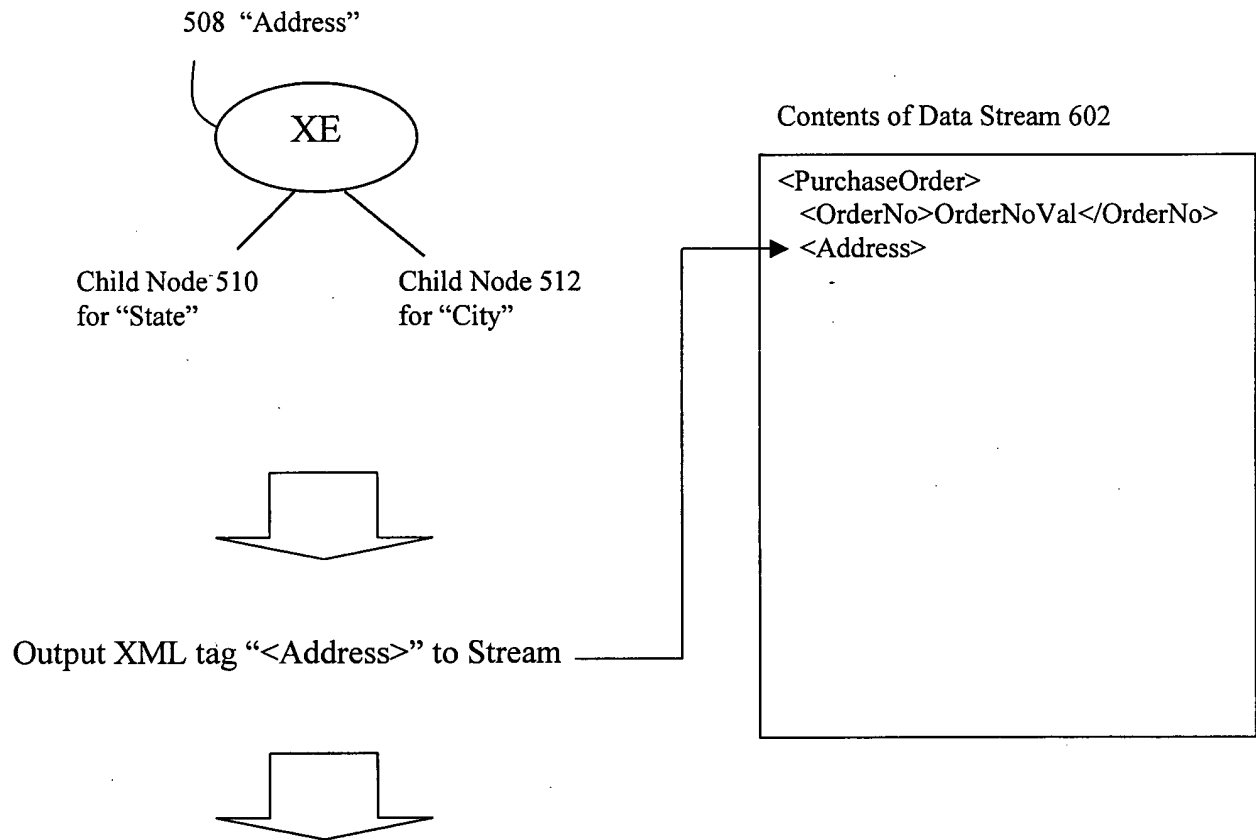 508 “Address”
XE
Child Node 510
for “State”
Child Node 512
for “City”
Output XML tag “<Address>” to Stream
Contents of Data Stream 602
<PurchaseOrder>
<OrderNo>OrderNoVal</OrderNo>
<Address>